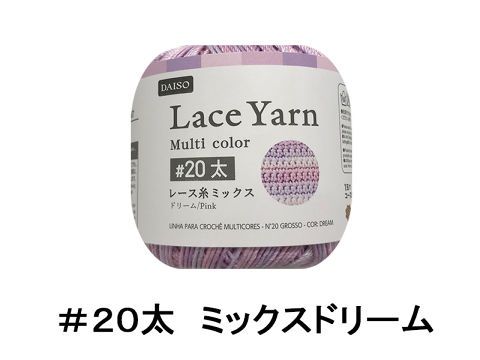 DAISO
Lace Yarn
Multi color
#20 太
レース糸ミックス
ドリーム/Pink
LINHA PARA CROCHÊ MULTICORES - N°20 GROSSO - COR: DREAM
＃２０太　ミックスドリーム